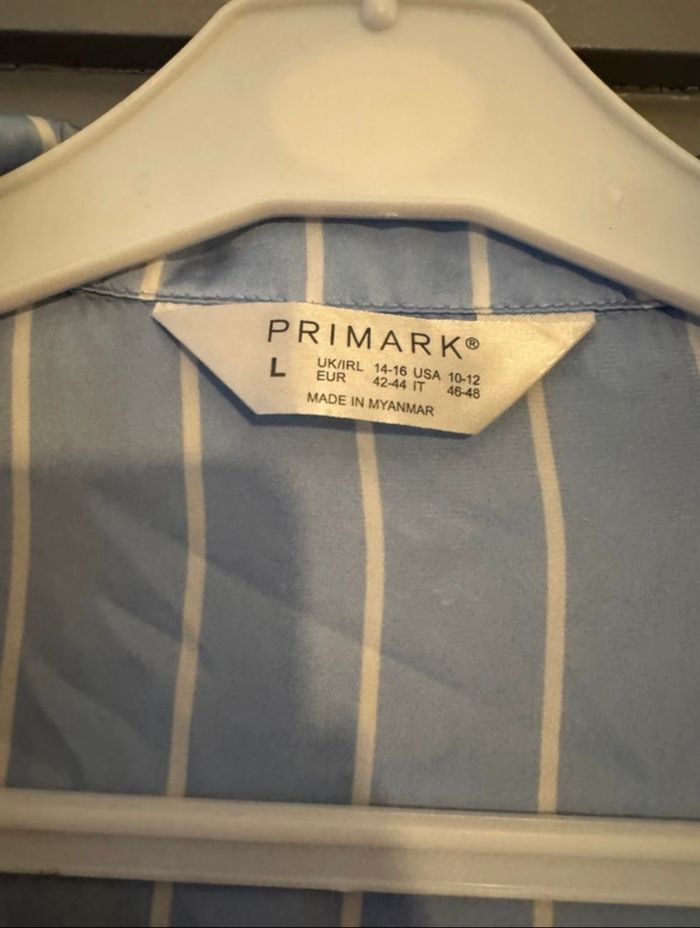 PRIMARK®
L UK/IRL 14-16 USA 10-12
EUR 42-44 IT 46-48
MADE IN MYANMAR